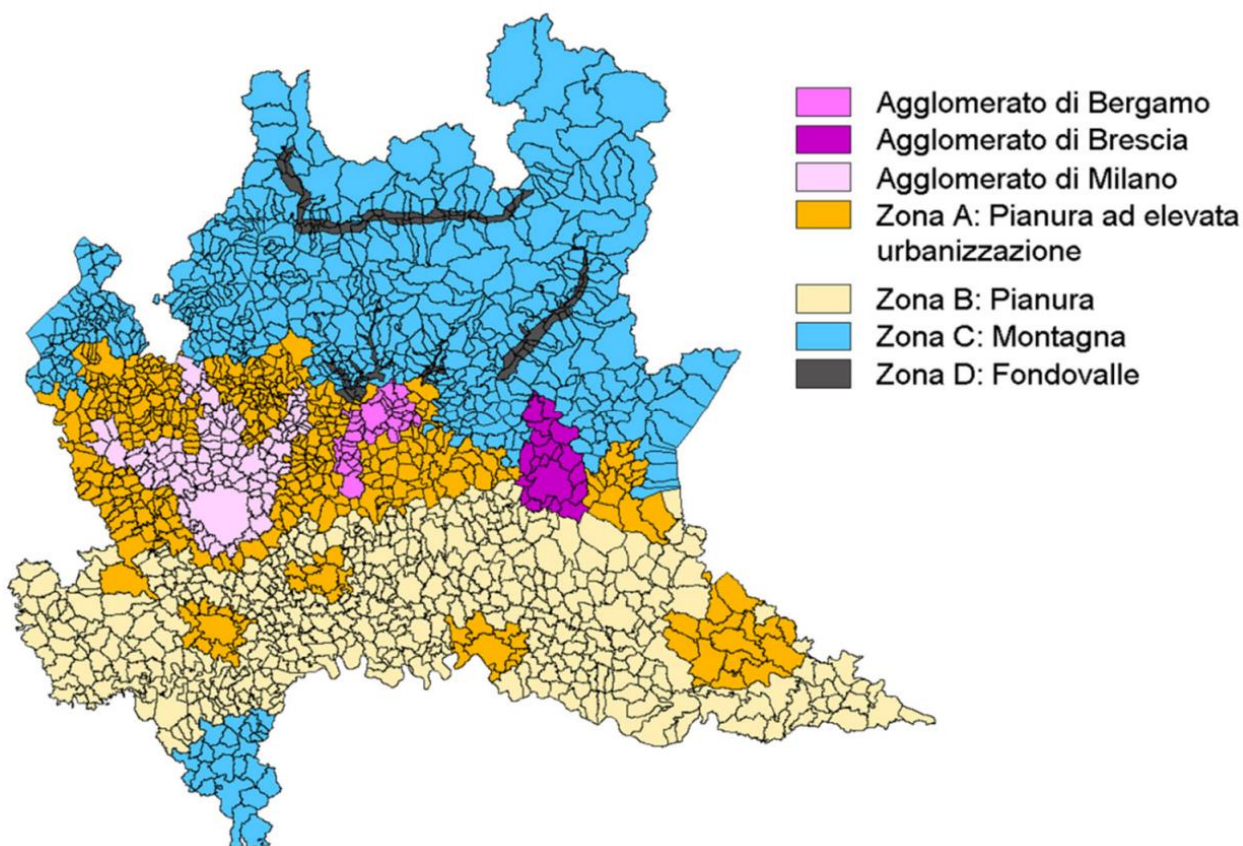 Agglomerato di Bergamo
Agglomerato di Brescia
Agglomerato di Milano
Zona A: Pianura ad elevata
urbanizzazione
Zona B: Pianura
Zona C: Montagna
Zona D: Fondovalle